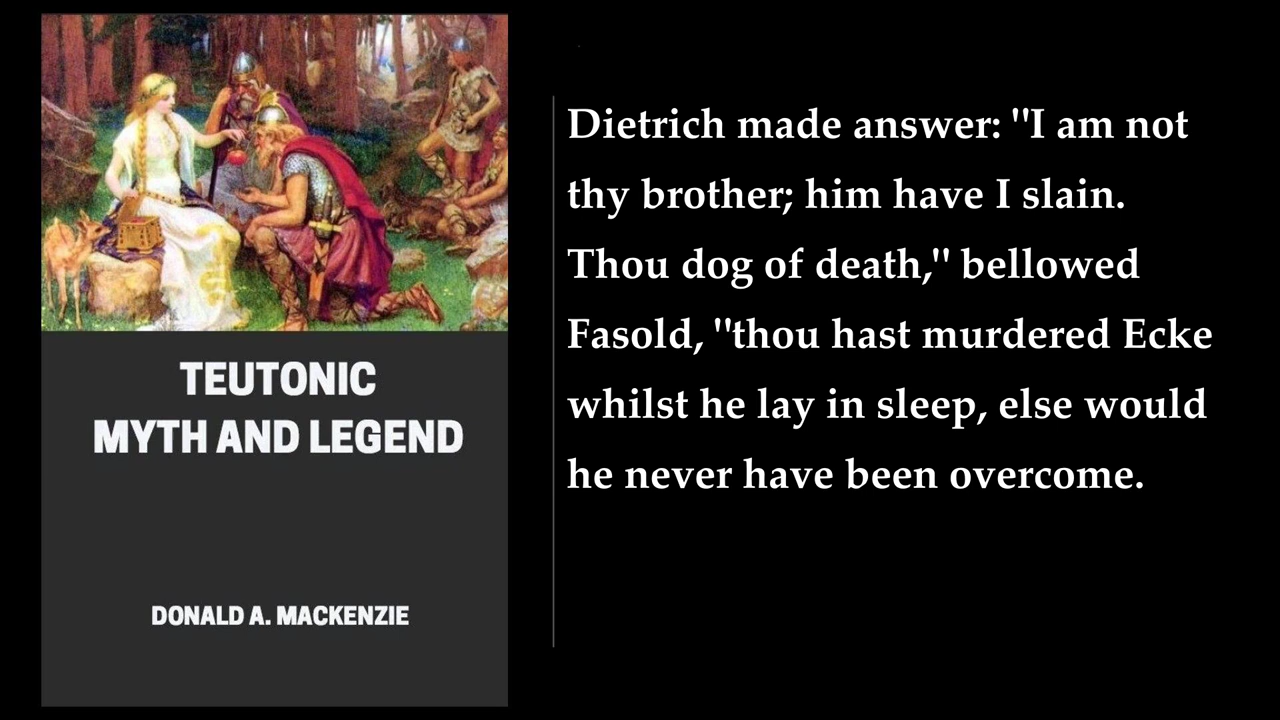 TEUTONIC
MYTH AND LEGEND
DONALD A. MACKENZIE
Dietrich made answer: "I am not
thy brother; him have I slain.
Thou dog of death," bellowed
Fasold, "thou hast murdered Ecke
whilst he lay in sleep, else would
he never have been overcome.